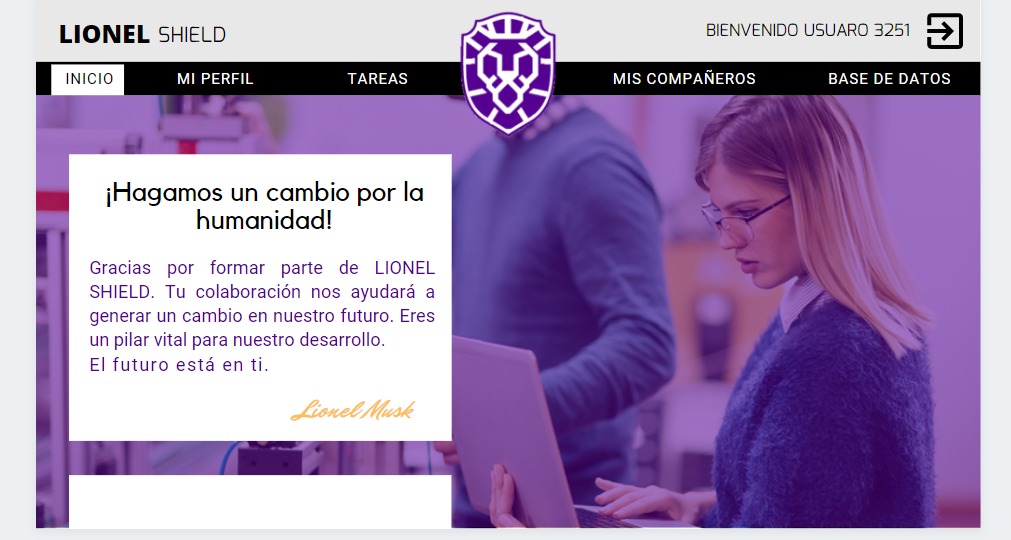 LIONEL SHIELD
BIENVENIDO USUARO 3251
INICIO
MI PERFIL
TAREAS
MIS COMPAÑEROS
BASE DE DATOS
¡Hagamos un cambio por la
humanidad!
Gracias por formar parte de LIONEL
SHIELD. Tu colaboración nos ayudará a
generar un cambio en nuestro futuro. Eres
un pilar vital para nuestro desarrollo.
El futuro está en ti.
Lionel Musk